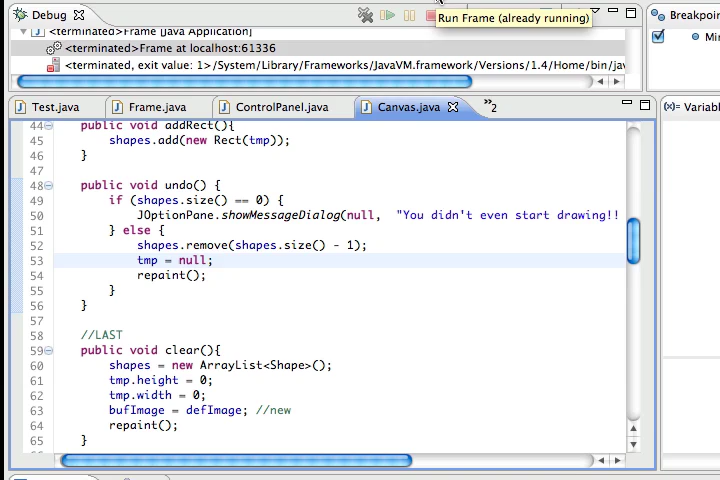 Debug
Run Frame (already running)
Breakpoin
<terminated>Frame [Java Application]
<terminated>Frame at localhost:61336
<terminated, exit value: 1>/System/Library/Frameworks/JavaVM.framework/Versions/1.4/Home/bin/jav
Test.java
Frame.java
ControlPanel.java
Canvas.java
»2
(x)= Variabl
44 public void addRect(){
45 shapes.add(new Rect(tmp));
46 }
47
48 public void undo() {
49 if (shapes.size() == 0) {
50 JOptionPane.showMessageDialog(null, "You didn't even start drawing!!
51 } else {
52 shapes.remove(shapes.size() - 1);
53 tmp = null;
54 repaint();
55 }
56 }
57
58 //LAST
59 public void clear(){
60 shapes = new ArrayList<Shape>();
61 tmp.height = 0;
62 tmp.width = 0;
63 bufImage = defImage; //new
64 repaint();
65 }